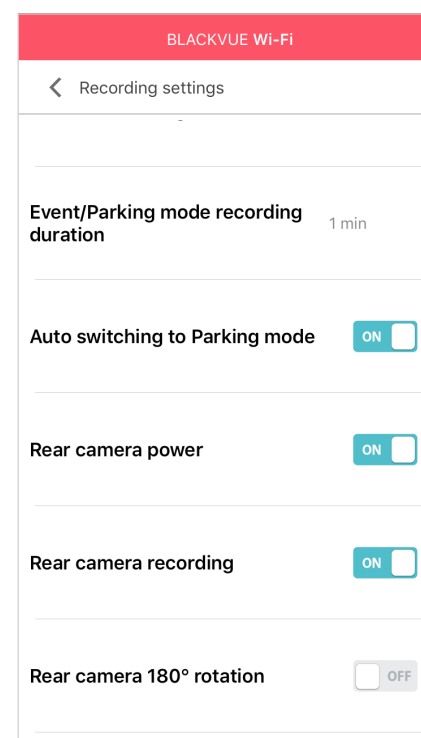 BLACKVUE Wi-Fi
Recording settings
Event/Parking mode recording
duration
1 min
Auto switching to Parking mode
ON
Rear camera power
ON
Rear camera recording
ON
Rear camera 180° rotation
OFF